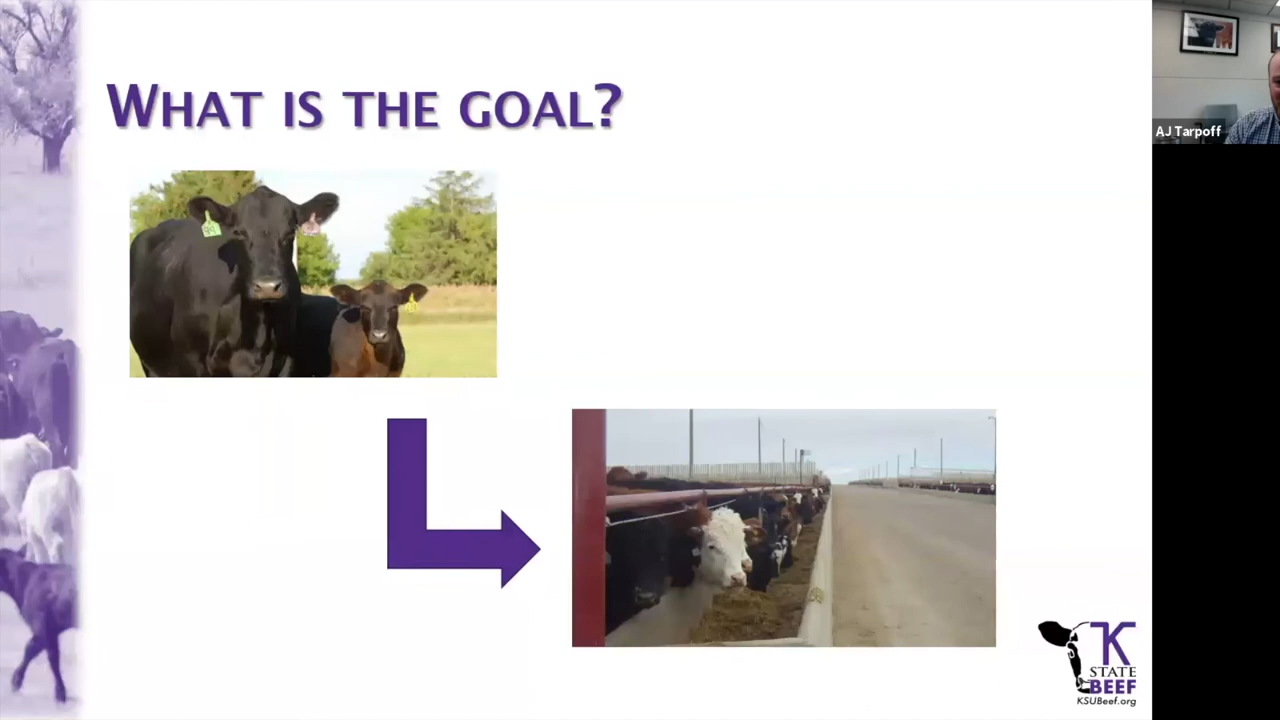 WHAT IS THE GOAL?
AJ Tarpoff
K
STATE
BEEF
KSUBeef.org